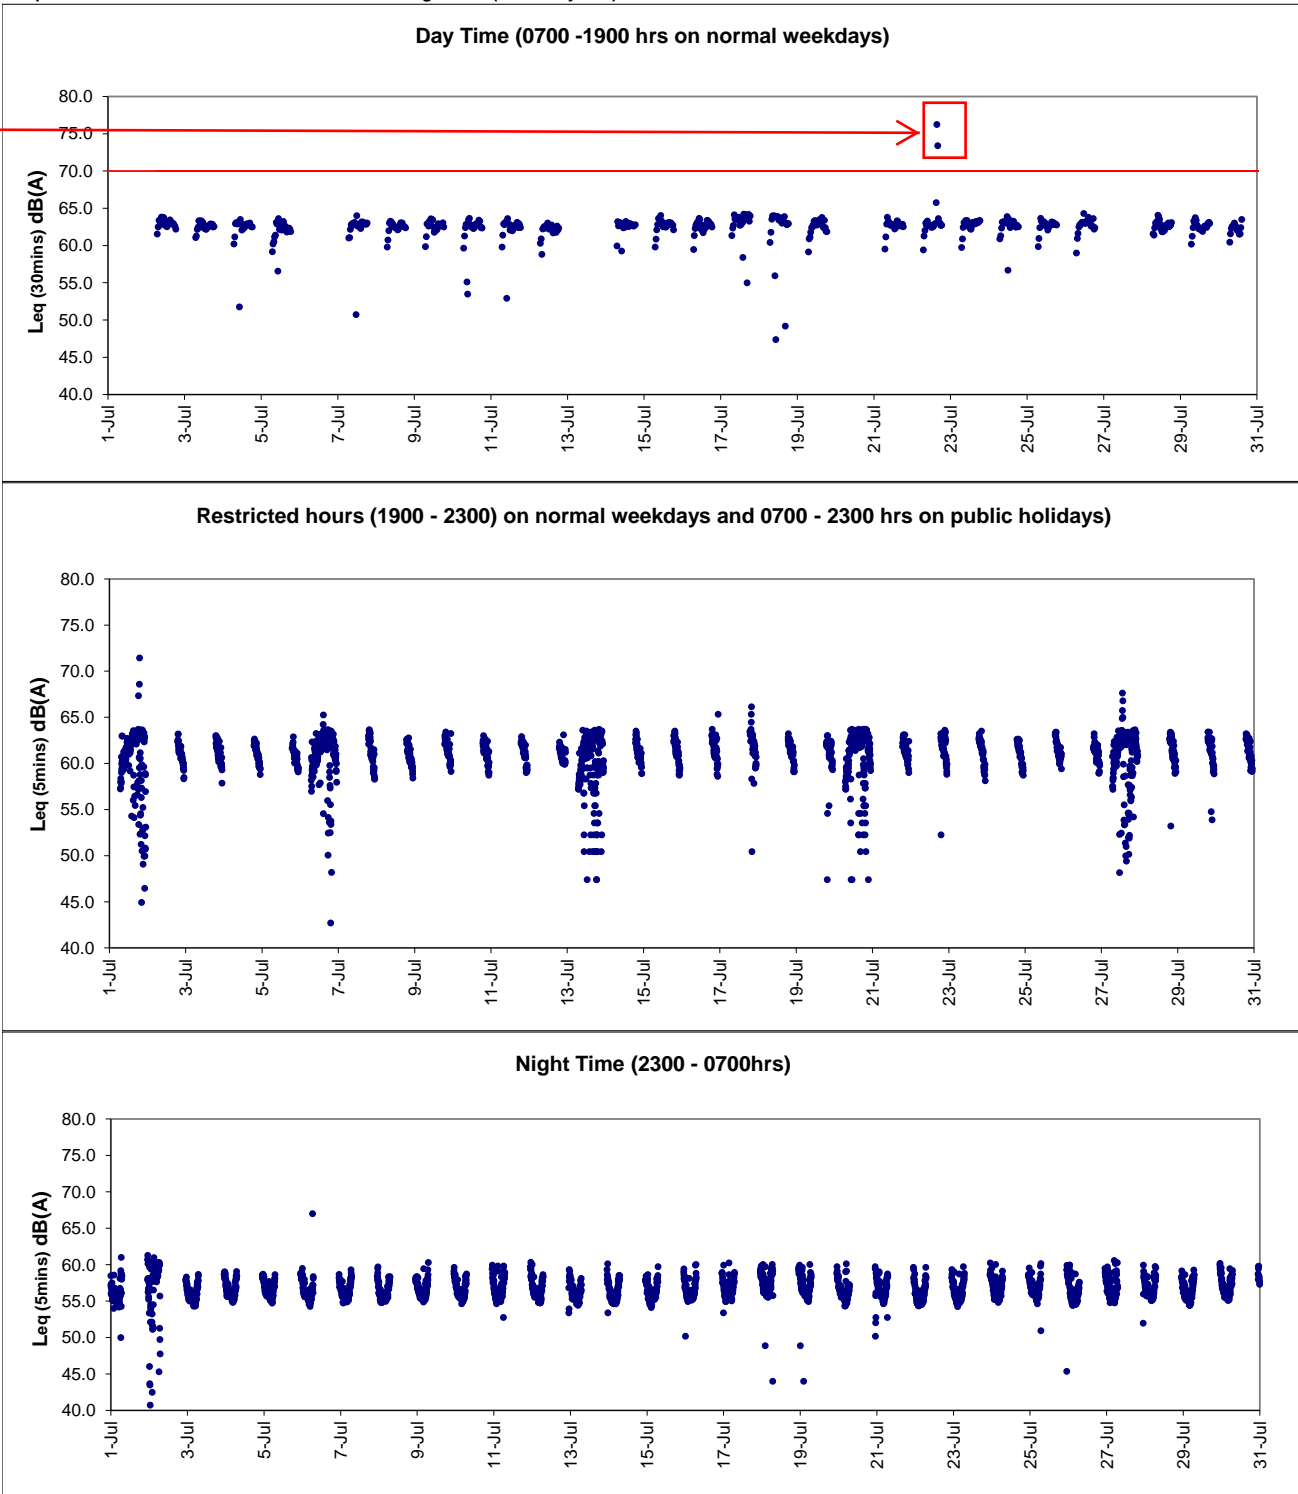 Day Time (0700 -1900 hrs on normal weekdays)
80.0
75.0
70.0
65.0
60.0
55.0
50.0
45.0
40.0
Leq (30mins) dB(A)
1-Jul
3-Jul
5-Jul
7-Jul
9-Jul
11-Jul
13-Jul
15-Jul
17-Jul
19-Jul
21-Jul
23-Jul
25-Jul
27-Jul
29-Jul
31-Jul
Restricted hours (1900 - 2300) on normal weekdays and 0700 - 2300 hrs on public holidays)
80.0
75.0
70.0
65.0
60.0
55.0
50.0
45.0
40.0
Leq (5mins) dB(A)
1-Jul
3-Jul
5-Jul
7-Jul
9-Jul
11-Jul
13-Jul
15-Jul
17-Jul
19-Jul
21-Jul
23-Jul
25-Jul
27-Jul
29-Jul
31-Jul
Night Time (2300 - 0700hrs)
80.0
75.0
70.0
65.0
60.0
55.0
50.0
45.0
40.0
Leq (5mins) dB(A)
1-Jul
3-Jul
5-Jul
7-Jul
9-Jul
11-Jul
13-Jul
15-Jul
17-Jul
19-Jul
21-Jul
23-Jul
25-Jul
27-Jul
29-Jul
31-Jul